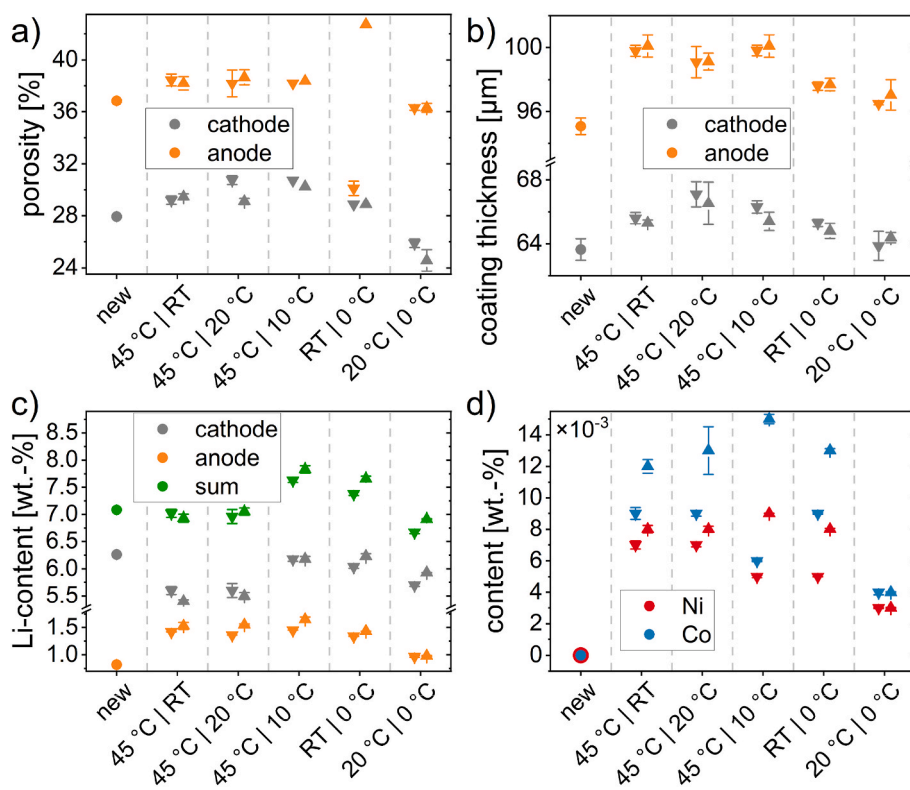 a)
porosity [%]
40
36
32
28
24
cathode
anode
new
45 °C | RT
45 °C | 20 °C
45 °C | 10 °C
RT | 0 °C
20 °C | 0 °C
b)
coating thickness [µm]
100
96
68
64
cathode
anode
new
45 °C | RT
45 °C | 20 °C
45 °C | 10 °C
RT | 0 °C
20 °C | 0 °C
c)
Li-content [wt.-%]
8.5
8.0
7.5
7.0
6.5
6.0
5.5
1.5
1.0
cathode
anode
sum
new
45 °C | RT
45 °C | 20 °C
45 °C | 10 °C
RT | 0 °C
20 °C | 0 °C
d)
content [wt.-%]
×10⁻³
14
12
10
8
6
4
2
0
Ni
Co
new
45 °C | RT
45 °C | 20 °C
45 °C | 10 °C
RT | 0 °C
20 °C | 0 °C